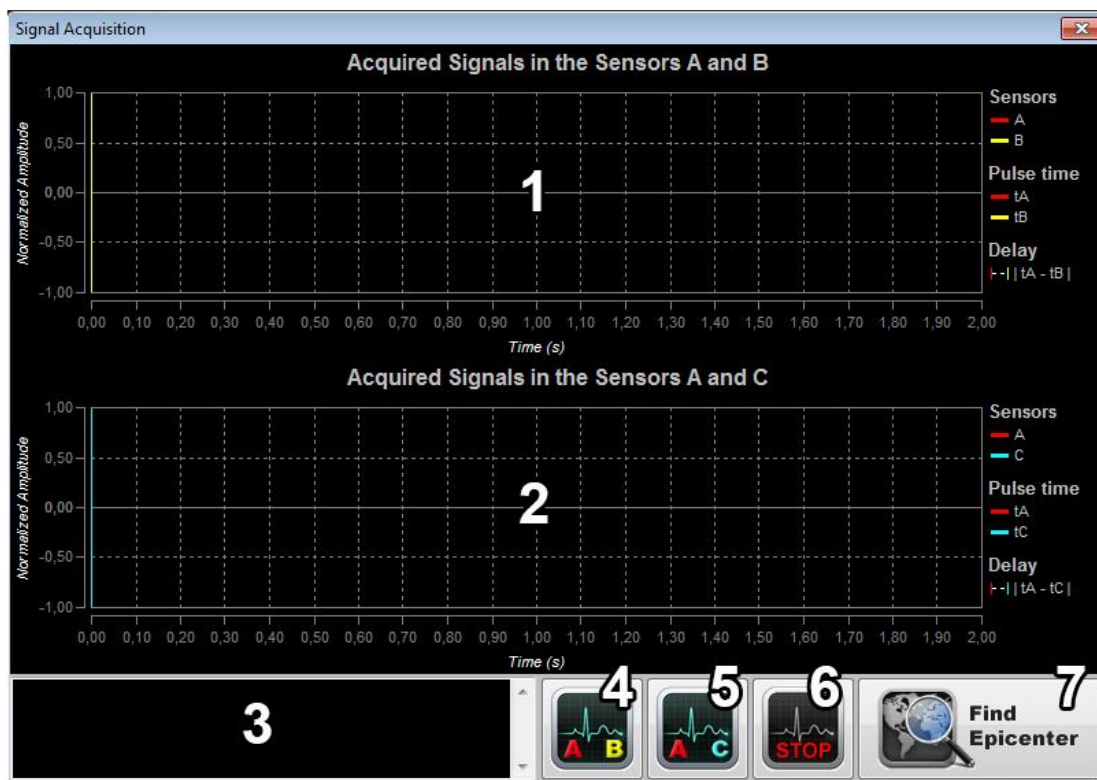 Signal Acquisition
Acquired Signals in the Sensors A and B
Normalized Amplitude
1,00
0,50
0,00
-0,50
-1,00
1
Sensors
A
B
Pulse time
tA
tB
Delay
| tA - tB |
0,00 0,10 0,20 0,30 0,40 0,50 0,60 0,70 0,80 0,90 1,00 1,10 1,20 1,30 1,40 1,50 1,60 1,70 1,80 1,90 2,00
Time (s)
Acquired Signals in the Sensors A and C
Normalized Amplitude
1,00
0,50
0,00
-0,50
-1,00
2
Sensors
A
C
Pulse time
tA
tC
Delay
| tA - tC |
0,00 0,10 0,20 0,30 0,40 0,50 0,60 0,70 0,80 0,90 1,00 1,10 1,20 1,30 1,40 1,50 1,60 1,70 1,80 1,90 2,00
Time (s)
3
4
A B
5
A C
6
STOP
7
Find
Epicenter